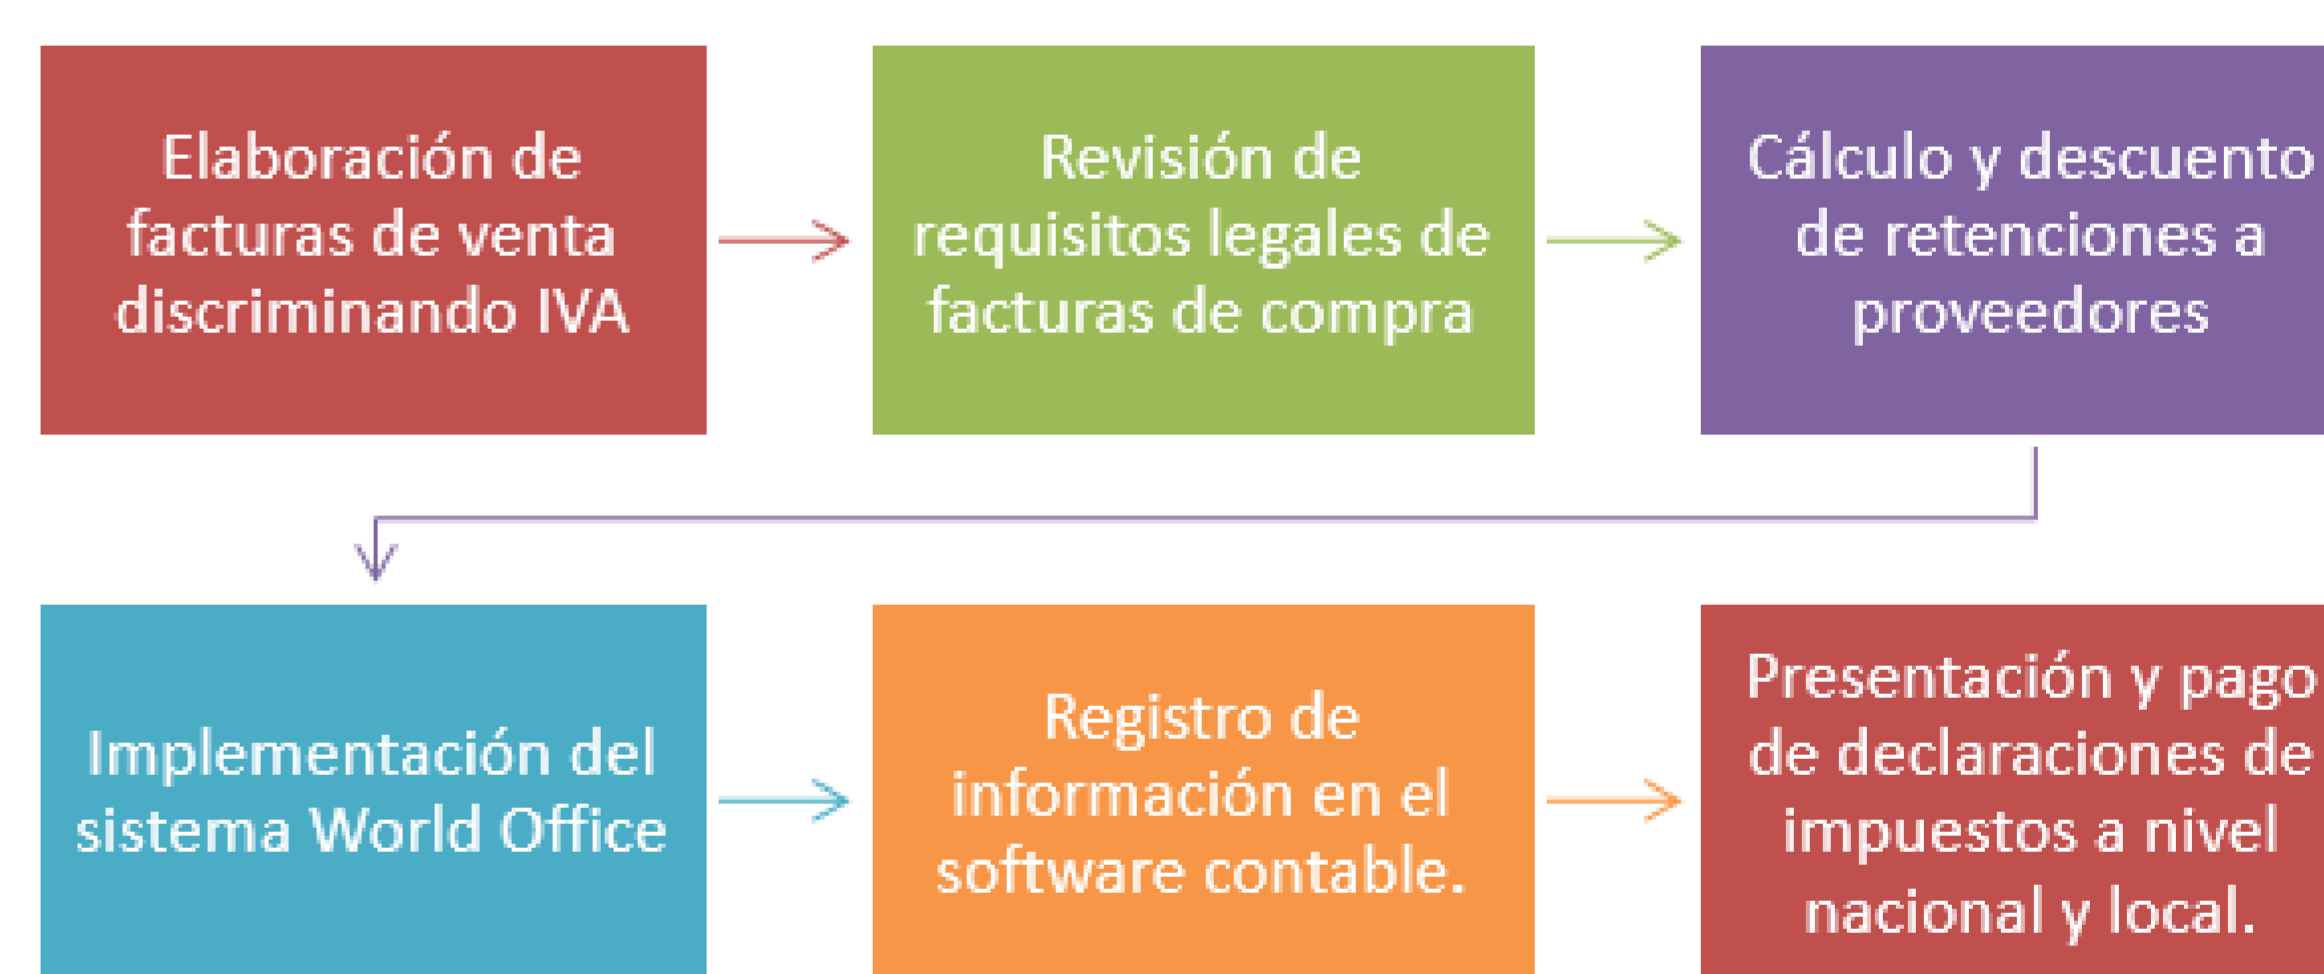 Elaboración de
facturas de venta
discriminando IVA
Revisión de
requisitos legales de
facturas de compra
Cálculo y descuento
de retenciones a
proveedores
Implementación del
sistema World Office
Registro de
información en el
software contable.
Presentación y pago
de declaraciones de
impuestos a nivel
nacional y local.